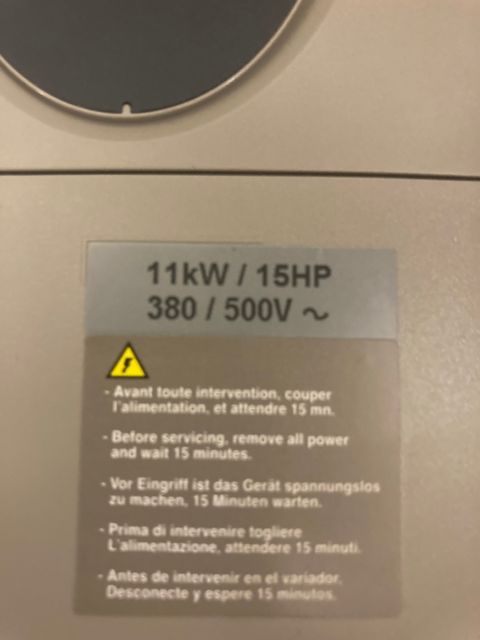 11kW / 15HP
380 / 500V ~
- Avant toute intervention, couper
l'alimentation, et attendre 15 mn.
- Before servicing, remove all power
and wait 15 minutes.
- Vor Eingriff ist das Gerät spannungslos
zu machen, 15 Minuten warten.
- Prima di intervenire togliere
L'alimentazione, attendere 15 minuti.
- Antes de intervenir en el variador,
Desconecte y espere 15 minutos.